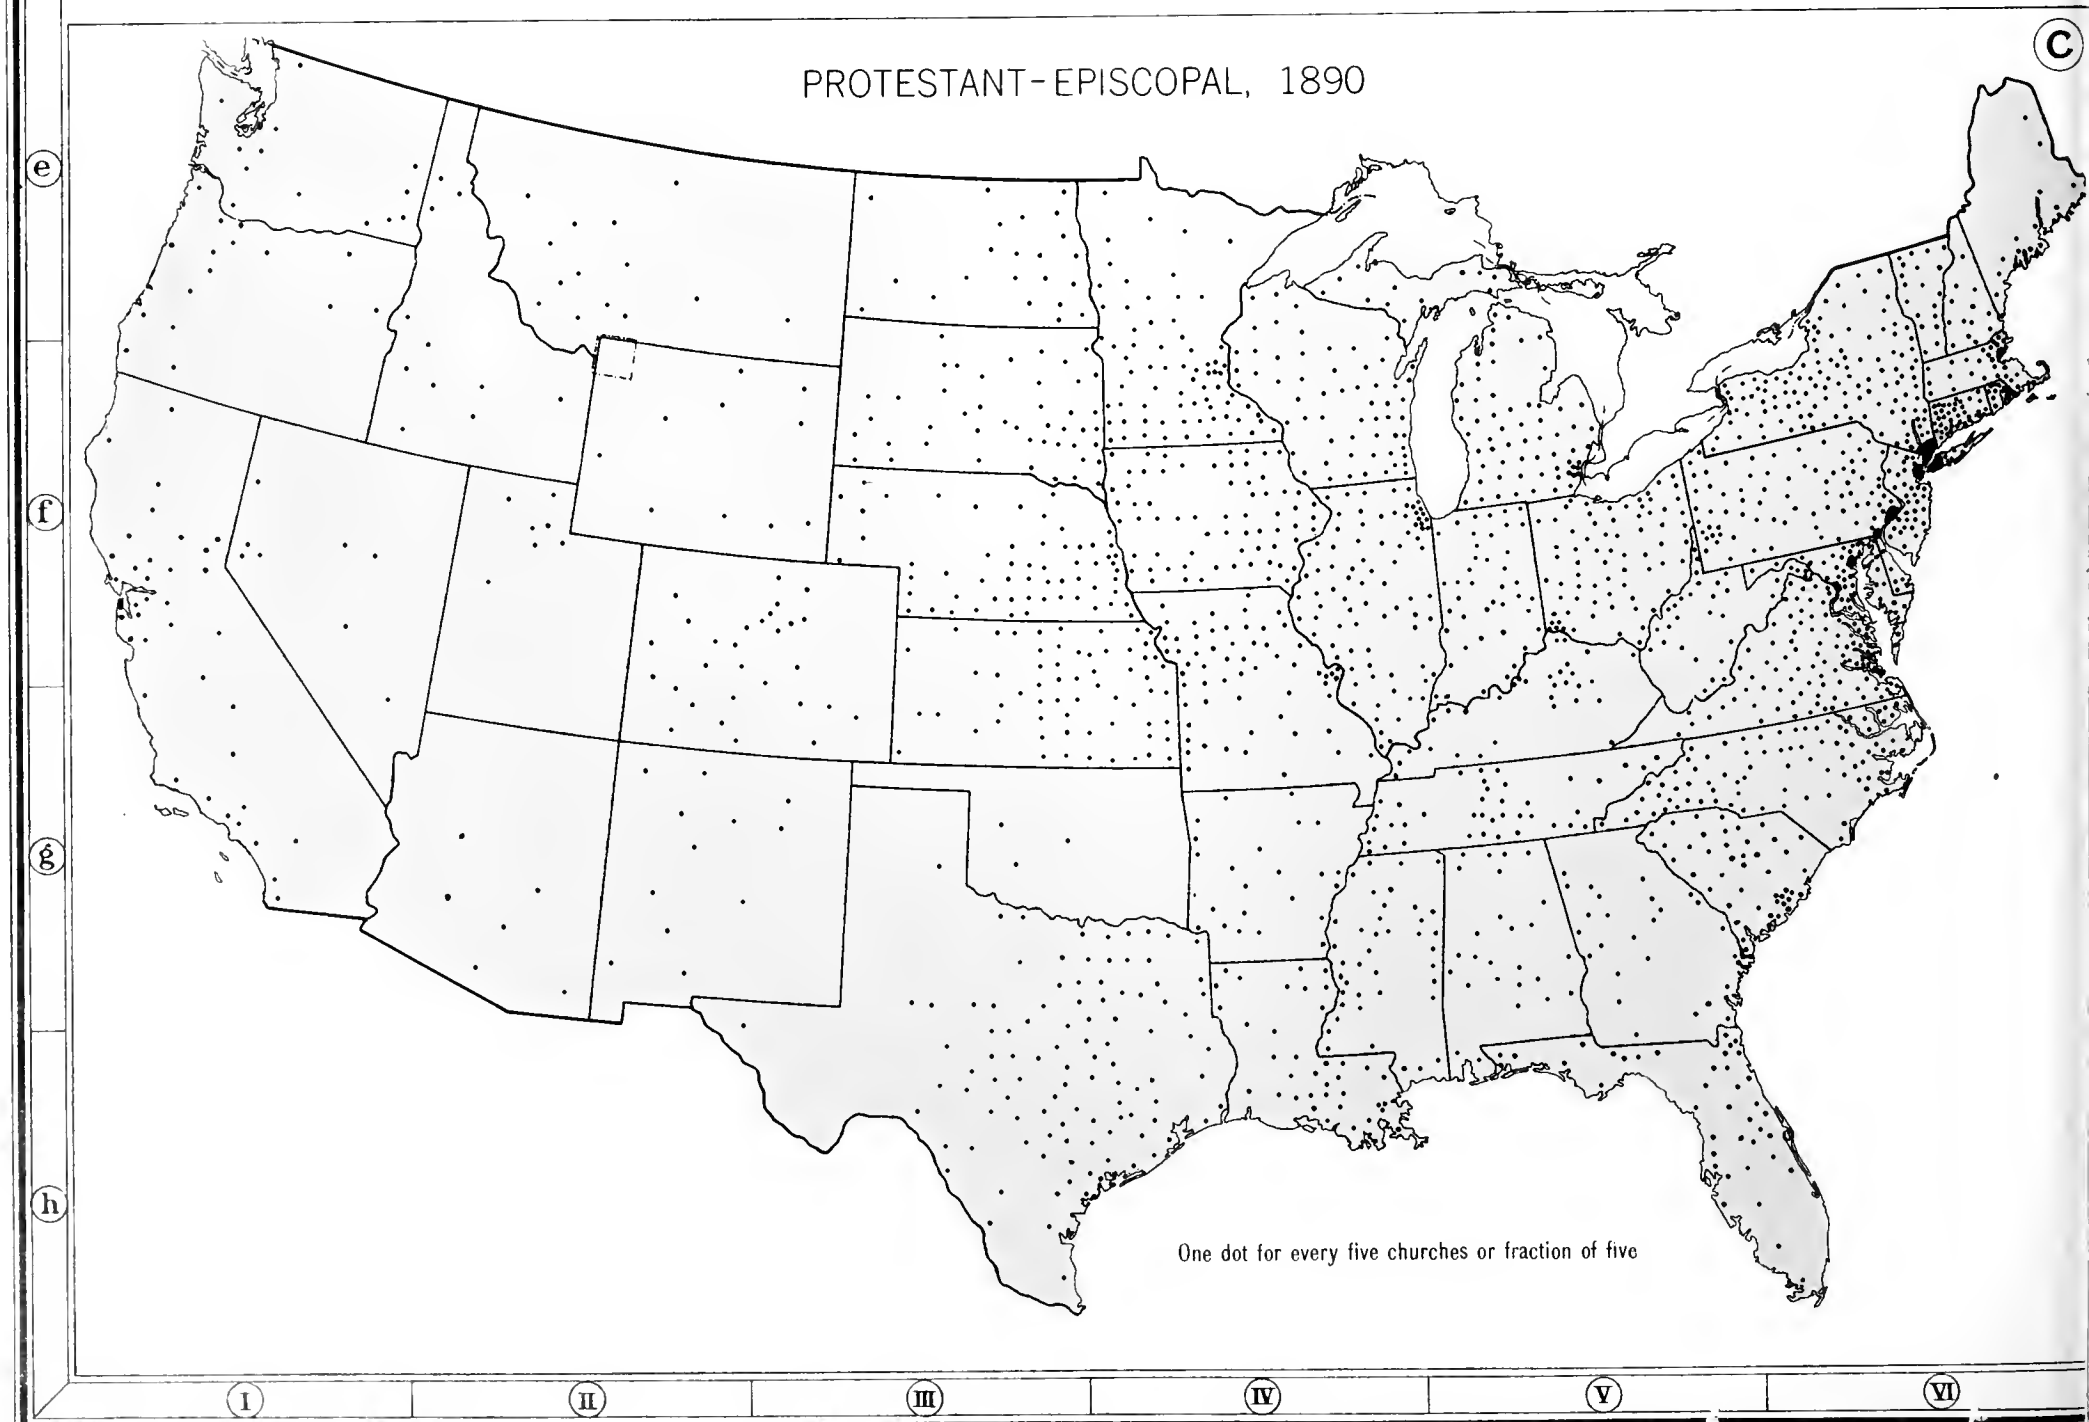 C
PROTESTANT-EPISCOPAL, 1890
e
f
g
h
One dot for every five churches or fraction of five
I
II
III
IV
V
VI